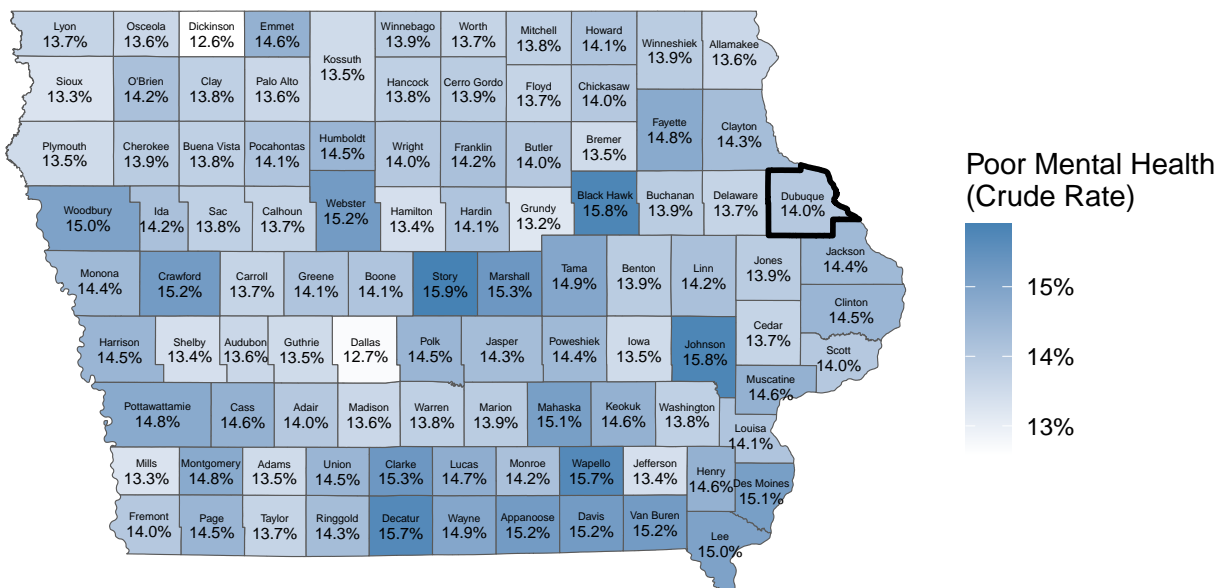 Lyon
13.7%
Osceola
13.6%
Dickinson
12.6%
Emmet
14.6%
Kossuth
13.5%
Winnebago
13.9%
Worth
13.7%
Mitchell
13.8%
Howard
14.1%
Winneshiek
13.9%
Allamakee
13.6%
Sioux
13.3%
O'Brien
14.2%
Clay
13.8%
Palo Alto
13.6%
Hancock
13.8%
Cerro Gordo
13.9%
Floyd
13.7%
Chickasaw
14.0%
Fayette
14.8%
Clayton
14.3%
Plymouth
13.5%
Cherokee
13.9%
Buena Vista
13.8%
Pocahontas
14.1%
Humboldt
14.5%
Wright
14.0%
Franklin
14.2%
Butler
14.0%
Bremer
13.5%
Woodbury
15.0%
Ida
14.2%
Sac
13.8%
Calhoun
13.7%
Webster
15.2%
Hamilton
13.4%
Hardin
14.1%
Grundy
13.2%
Black Hawk
15.8%
Buchanan
13.9%
Delaware
13.7%
Dubuque
14.0%
Monona
14.4%
Crawford
15.2%
Carroll
13.7%
Greene
14.1%
Boone
14.1%
Story
15.9%
Marshall
15.3%
Tama
14.9%
Benton
13.9%
Linn
14.2%
Jones
13.9%
Jackson
14.4%
Clinton
14.5%
Harrison
14.5%
Shelby
13.4%
Audubon
13.6%
Guthrie
13.5%
Dallas
12.7%
Polk
14.5%
Jasper
14.3%
Poweshiek
14.4%
Iowa
13.5%
Johnson
15.8%
Cedar
13.7%
Scott
14.0%
Muscatine
14.6%
Pottawattamie
14.8%
Cass
14.6%
Adair
14.0%
Madison
13.6%
Warren
13.8%
Marion
13.9%
Mahaska
15.1%
Keokuk
14.6%
Washington
13.8%
Louisa
14.1%
Mills
13.3%
Montgomery
14.8%
Adams
13.5%
Union
14.5%
Clarke
15.3%
Lucas
14.7%
Monroe
14.2%
Wapello
15.7%
Jefferson
13.4%
Henry
14.6%
Des Moines
15.1%
Fremont
14.0%
Page
14.5%
Taylor
13.7%
Ringgold
14.3%
Decatur
15.7%
Wayne
14.9%
Appanoose
15.2%
Davis
15.2%
Van Buren
15.2%
Lee
15.0%
Poor Mental Health
(Crude Rate)
15%
14%
13%